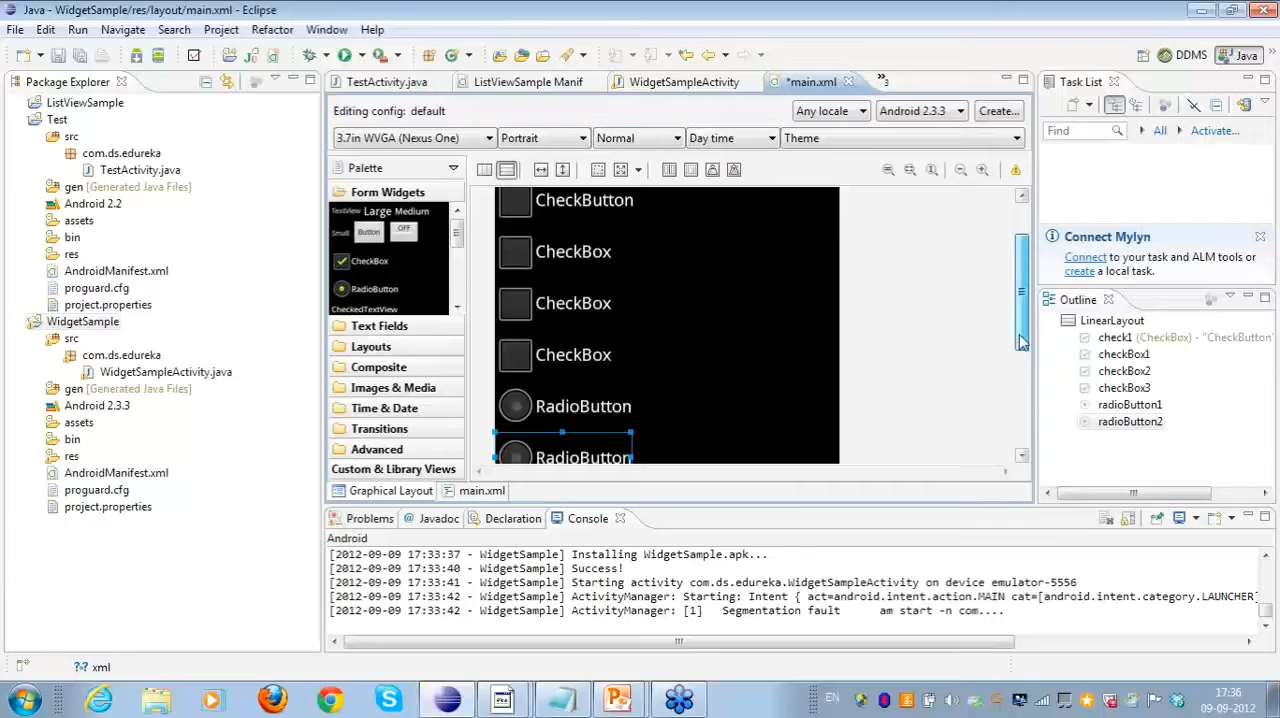 Java - WidgetSample/res/layout/main.xml - Eclipse
File Edit Run Navigate Search Project Refactor Window Help
DDMS Java
Package Explorer
TestActivity.java ListViewSample Manif WidgetSampleActivity *main.xml »3
Task List
ListViewSample
Test
src
com.ds.edureka
TestActivity.java
gen [Generated Java Files]
Android 2.2
assets
bin
res
AndroidManifest.xml
proguard.cfg
project.properties
WidgetSample
src
com.ds.edureka
WidgetSampleActivity.java
gen [Generated Java Files]
Android 2.3.3
assets
bin
res
AndroidManifest.xml
proguard.cfg
project.properties
Editing config: default
Any locale Android 2.3.3 Create...
3.7in WVGA (Nexus One) Portrait Normal Day time Theme
Palette
Form Widgets
TextView Large Medium
Small Button OFF
CheckBox
RadioButton
CheckedTextView
Text Fields
Layouts
Composite
Images & Media
Time & Date
Transitions
Advanced
Custom & Library Views
CheckButton
CheckBox
CheckBox
CheckBox
RadioButton
RadioButton
Graphical Layout main.xml
Find All Activate...
Connect Mylyn
Connect to your task and ALM tools or
create a local task.
Outline
LinearLayout
check1 (CheckBox) - "CheckButton"
checkBox1
checkBox2
checkBox3
radioButton1
radioButton2
Problems Javadoc Declaration Console
Android
[2012-09-09 17:33:37 - WidgetSample] Installing WidgetSample.apk...
[2012-09-09 17:33:40 - WidgetSample] Success!
[2012-09-09 17:33:41 - WidgetSample] Starting activity com.ds.edureka.WidgetSampleActivity on device emulator-5556
[2012-09-09 17:33:42 - WidgetSample] ActivityManager: Starting: Intent { act=android.intent.action.MAIN cat=[android.intent.category.LAUNCHER]
[2012-09-09 17:33:42 - WidgetSample] ActivityManager: [1] Segmentation fault am start -n com....
xml
EN
17:36
09-09-2012